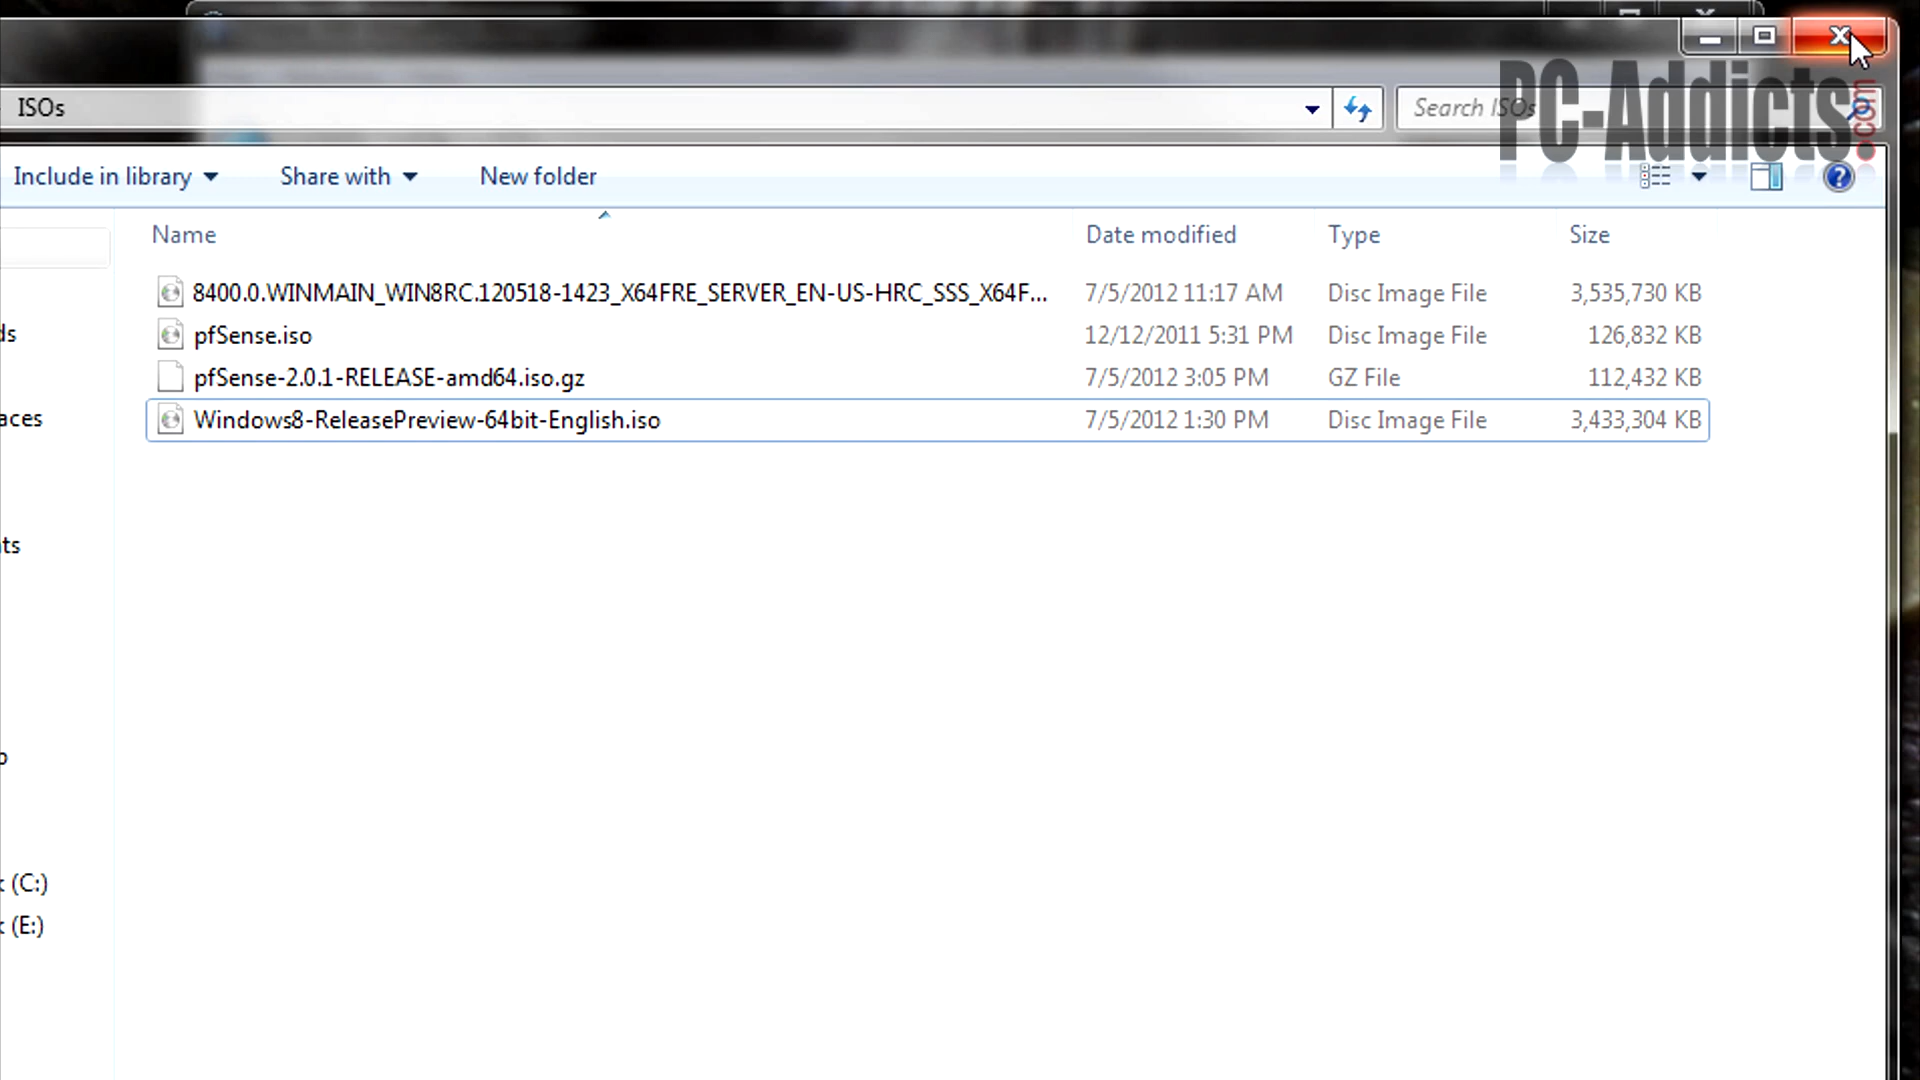 ISOs
Search ISOs
PC-Addicts.com
Include in library
Share with
New folder
Name Date modified Type Size
8400.0.WINMAIN_WIN8RC.120518-1423_X64FRE_SERVER_EN-US-HRC_SSS_X64F... 7/5/2012 11:17 AM Disc Image File 3,535,730 KB
pfSense.iso 12/12/2011 5:31 PM Disc Image File 126,832 KB
pfSense-2.0.1-RELEASE-amd64.iso.gz 7/5/2012 3:05 PM GZ File 112,432 KB
Windows8-ReleasePreview-64bit-English.iso 7/5/2012 1:30 PM Disc Image File 3,433,304 KB
(C:)
(E:)